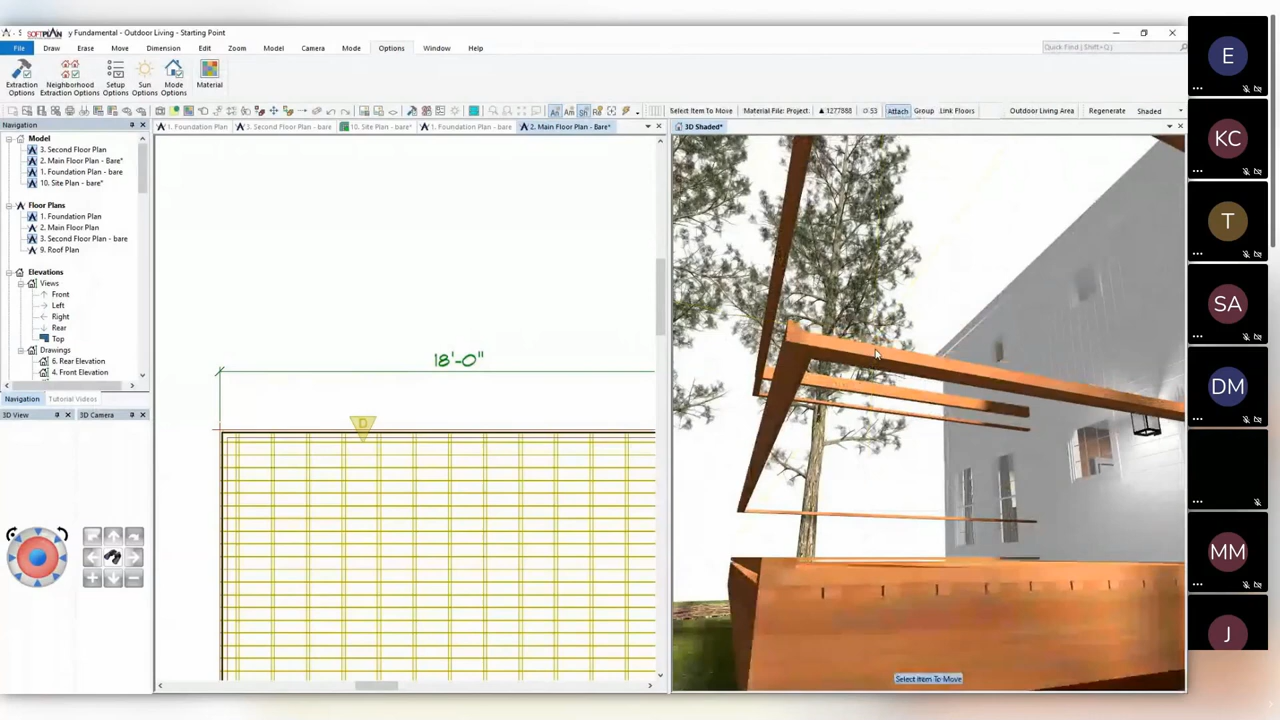 SOFTPLAN
y Fundamental - Outdoor Living - Starting Point
File Draw Erase Move Dimension Edit Zoom Model Camera Mode Options Window Help
Quick Find ( Shift+Q )
Extraction Options
Neighborhood Extraction Options
Setup Options
Sun Options
Mode Options
Material
Select Item To Move
Material File: Project:
3277888
53
Attach
Group
Link Floors
Outdoor Living Area
Regenerate
Shaded
Navigation
1. Foundation Plan
3. Second Floor Plan - bare
10. Site Plan - bare*
1. Foundation Plan - bare
2. Main Floor Plan - Bare*
3D Shaded*
Model
3. Second Floor Plan
2. Main Floor Plan - Bare*
1. Foundation Plan - bare
10. Site Plan - bare*
Floor Plans
1. Foundation Plan
2. Main Floor Plan
3. Second Floor Plan - bare
9. Roof Plan
Elevations
Views
Front
Left
Right
Rear
Top
Drawings
6. Rear Elevation
4. Front Elevation
Navigation
Tutorial Videos
3D View
3D Camera
18'-0"
D
Select Item To Move
E
KC
T
SA
DM
MM
J